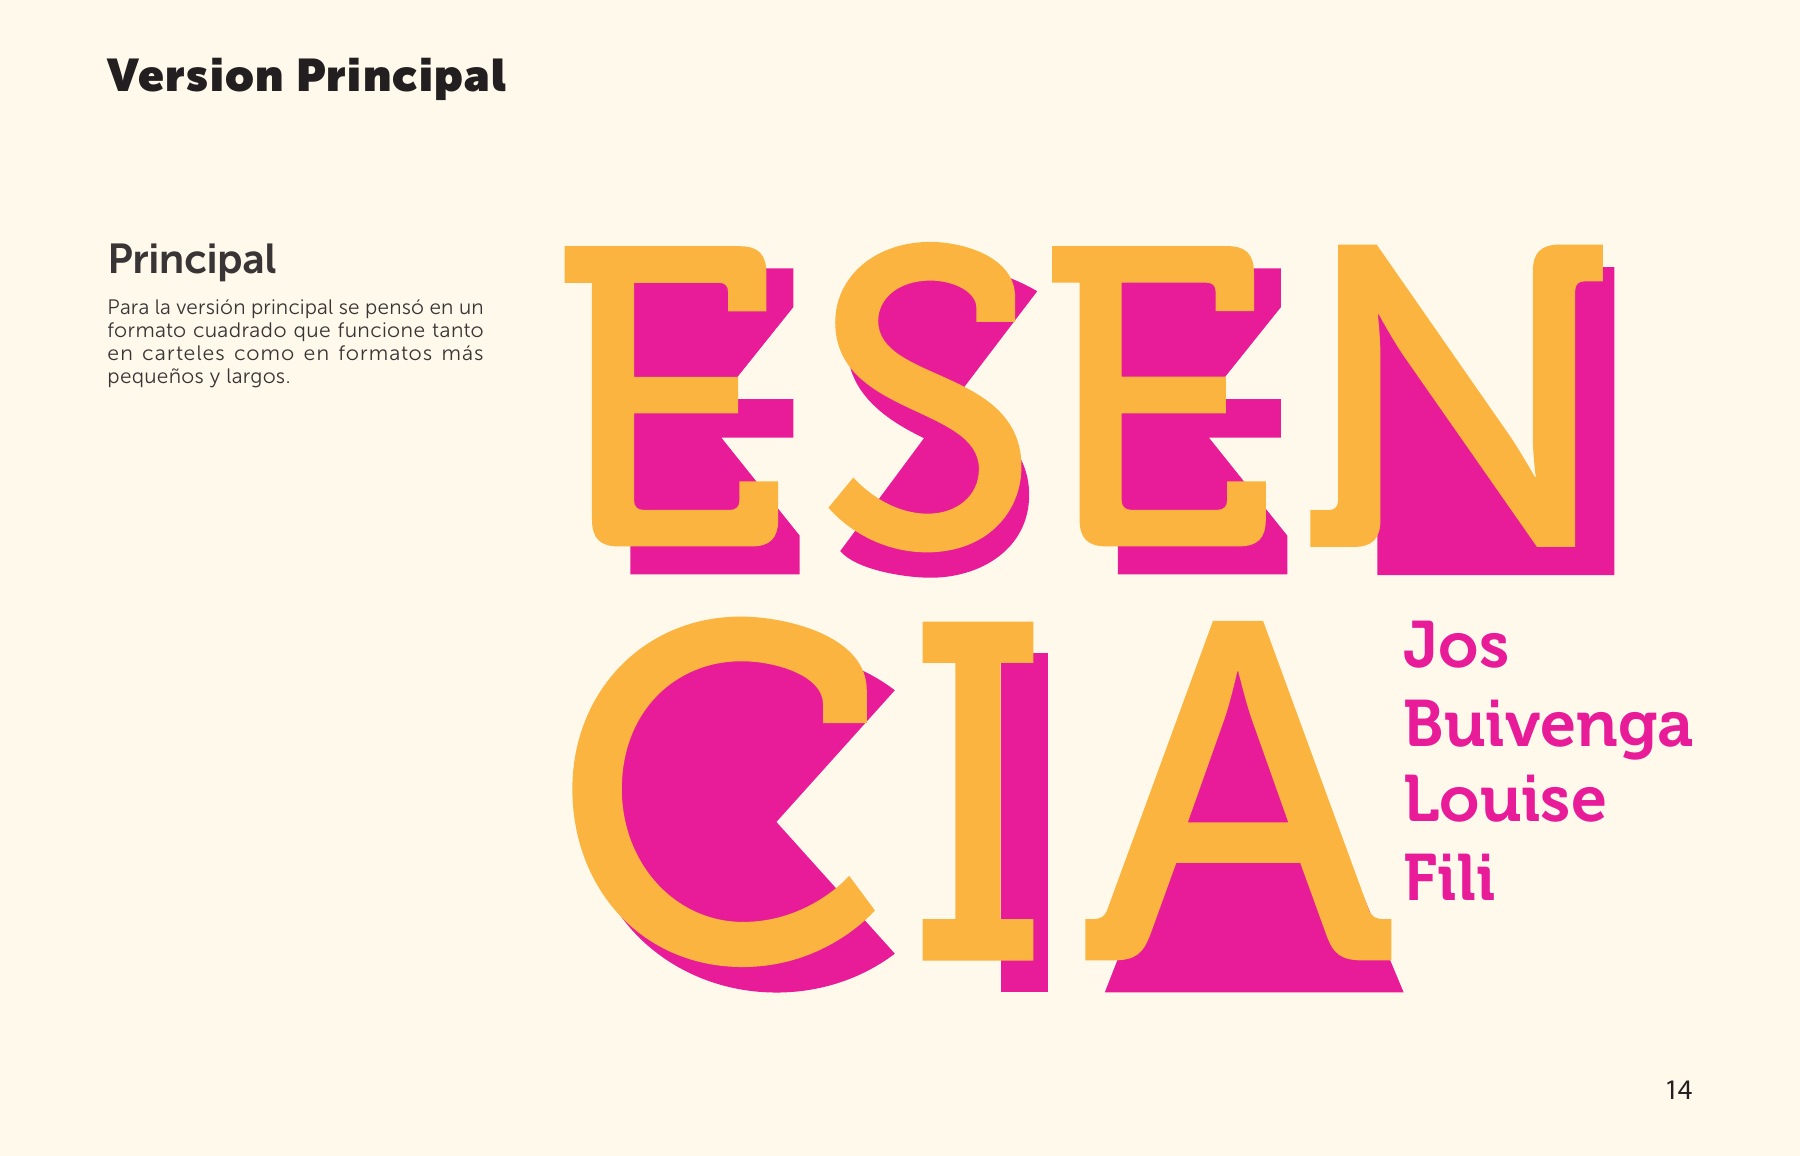 Version Principal
Principal
Para la versión principal se pensó en un
formato cuadrado que funcione tanto
en carteles como en formatos más
pequeños y largos.
ESEN
CIA
Jos
Buivenga
Louise
Fili
14